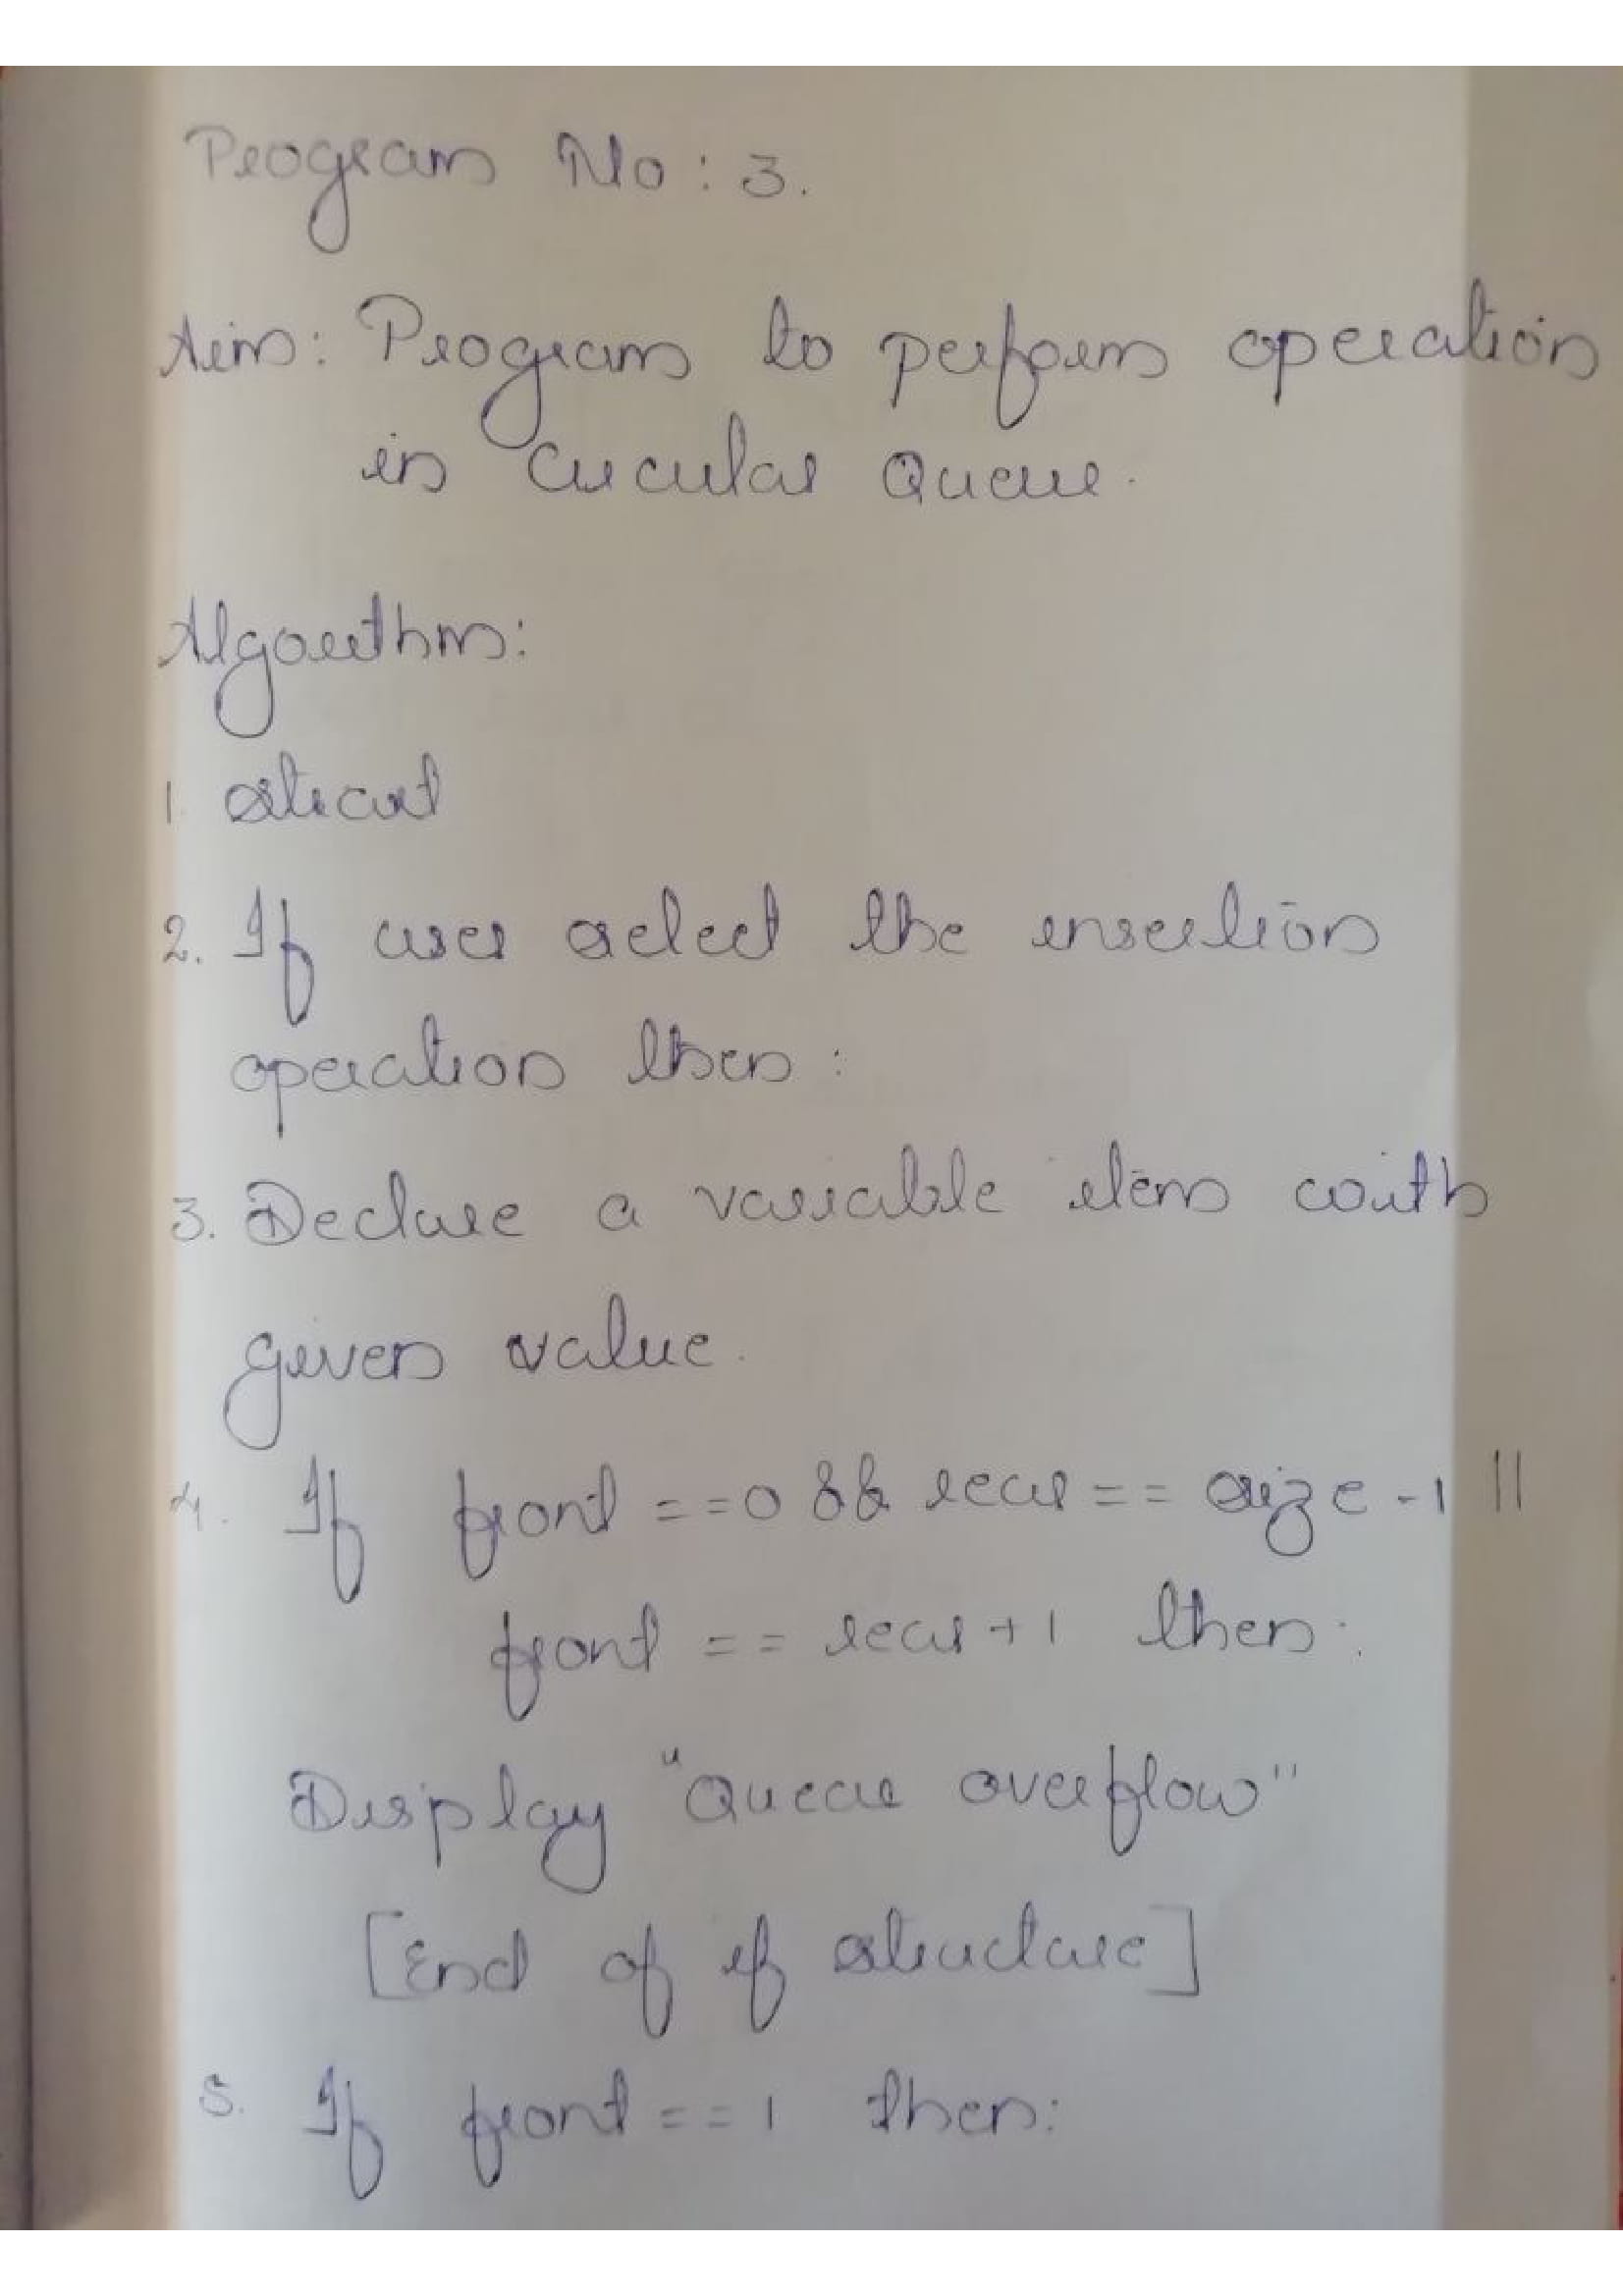 Program No: 3.
Aim: Program to perform operation
in Circular Queue.
Algorithm:
1. Start
2. If user select the insertion
operation then:
3. Declare a variable item with
given value.
4. If front ==0 && rear == size -1 ||
front == rear +1 then:
Display "Queue overflow"
[End of if structure]
5. If front == 1 then: